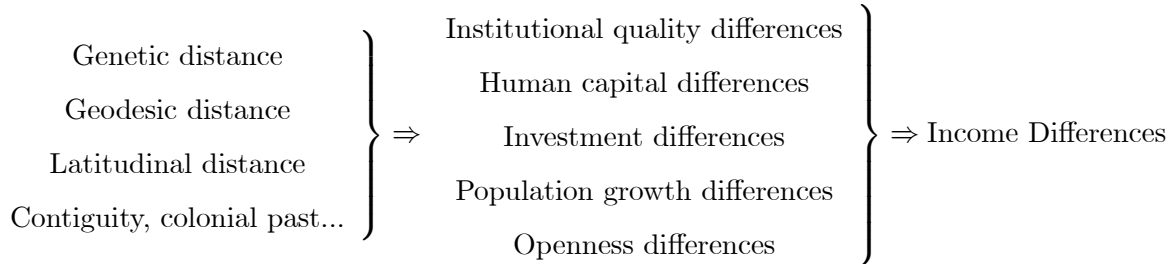 Genetic distance
Geodesic distance
Latitudinal distance
Contiguity, colonial past...
⇒
Institutional quality differences
Human capital differences
Investment differences
Population growth differences
Openness differences
⇒ Income Differences